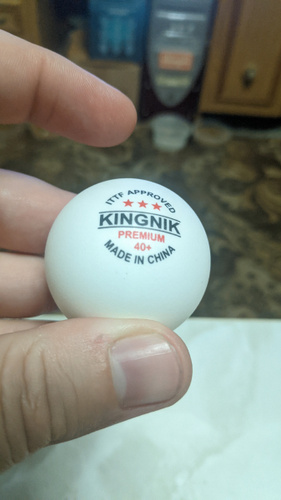 ITTF APPROVED
★★★
KINGNIK
PREMIUM
40+
MADE IN CHINA